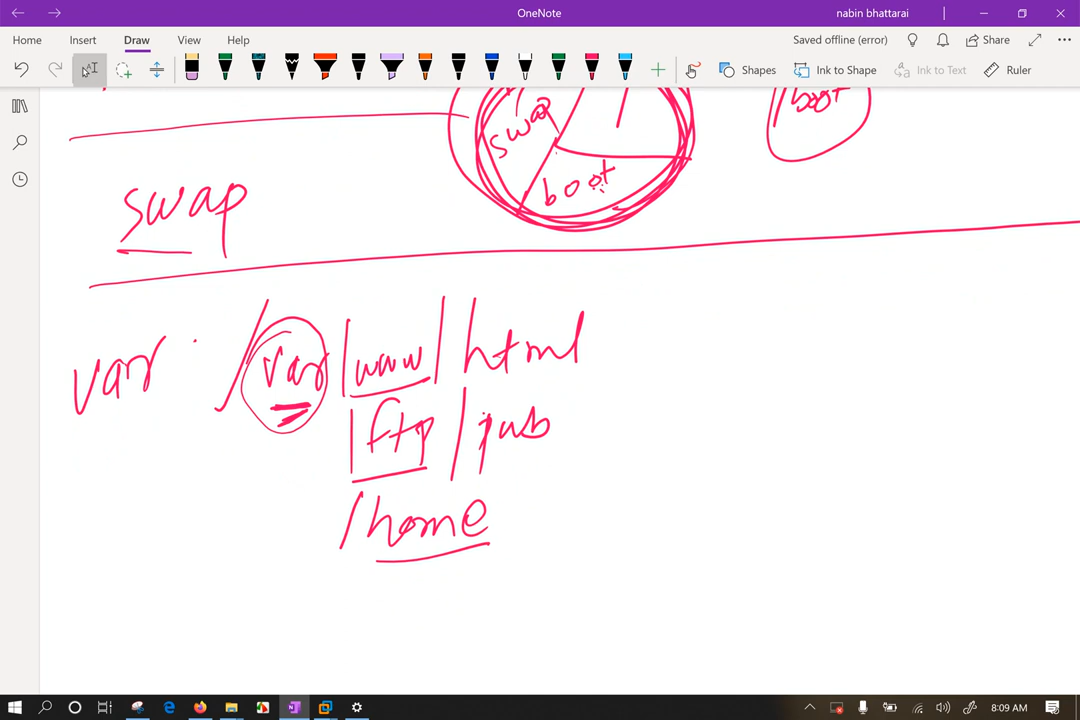 OneNote
nabin bhattarai
Home Insert Draw View Help
Saved offline (error)
Share
Shapes
Ink to Shape
Ink to Text
Ruler
swap
boot
/boot
swap
var /var/www/html
/ftp/pub
/home
8:09 AM